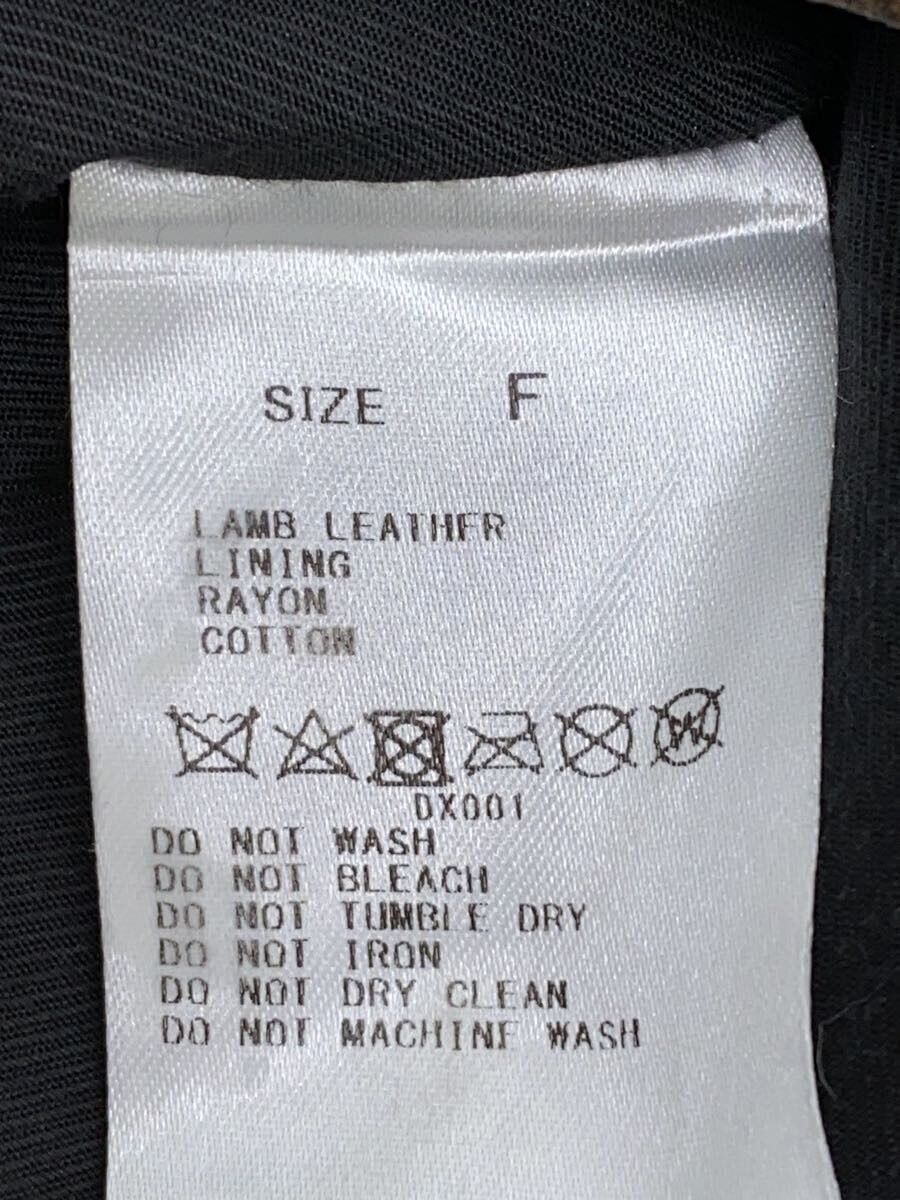 SIZE F
LAMB LEATHER
LINING
RAYON
COTTON
W
DX001
DO NOT WASH
DO NOT BLEACH
DO NOT TUMBLE DRY
DO NOT IRON
DO NOT DRY CLEAN
DO NOT MACHINE WASH